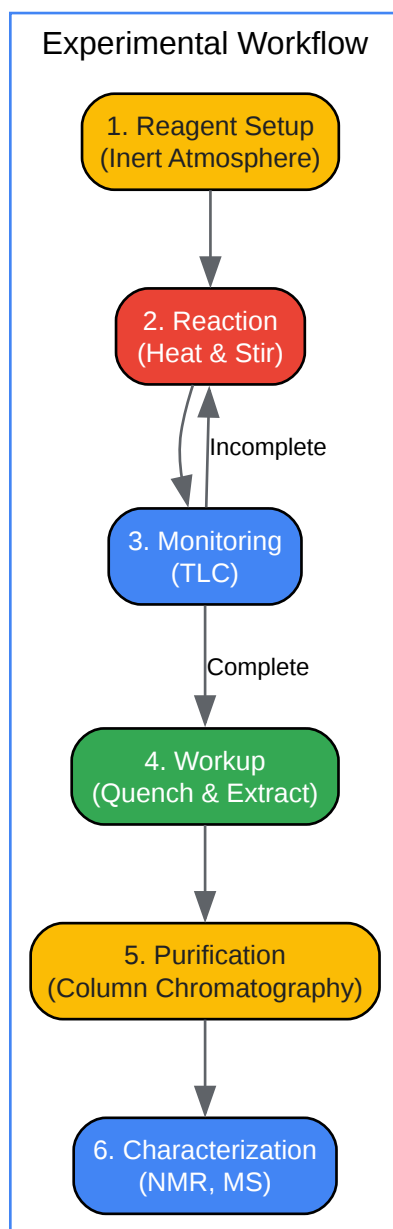 Experimental Workflow
1. Reagent Setup
(Inert Atmosphere)
2. Reaction
(Heat & Stir)
Incomplete
3. Monitoring
(TLC)
Complete
4. Workup
(Quench & Extract)
5. Purification
(Column Chromatography)
6. Characterization
(NMR, MS)